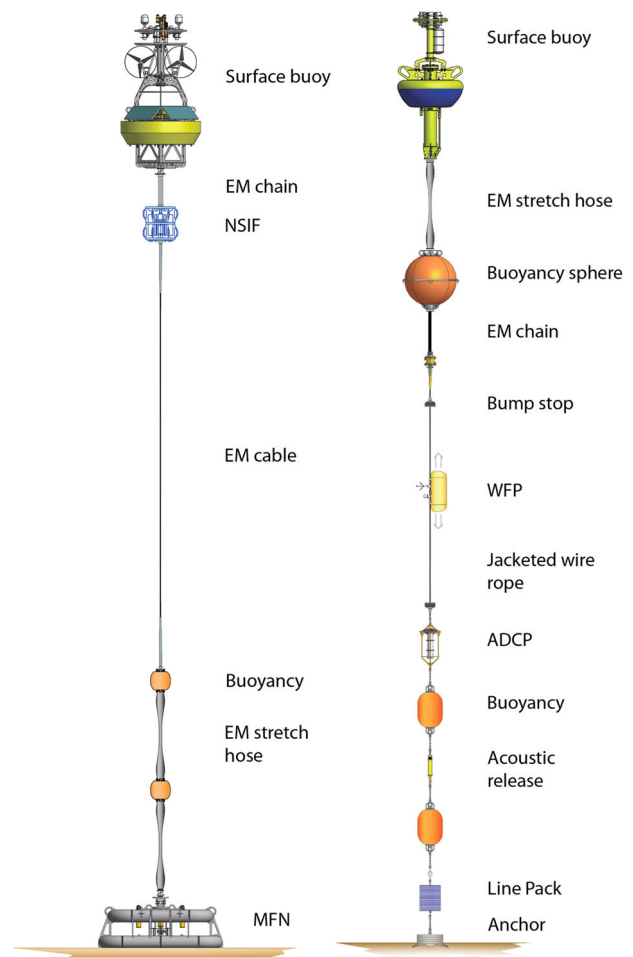 Surface buoy
EM chain
NSIF
EM cable
Buoyancy
EM stretch
hose
MFN
Surface buoy
EM stretch hose
Buoyancy sphere
EM chain
Bump stop
WFP
Jacketed wire
rope
ADCP
Buoyancy
Acoustic
release
Line Pack
Anchor